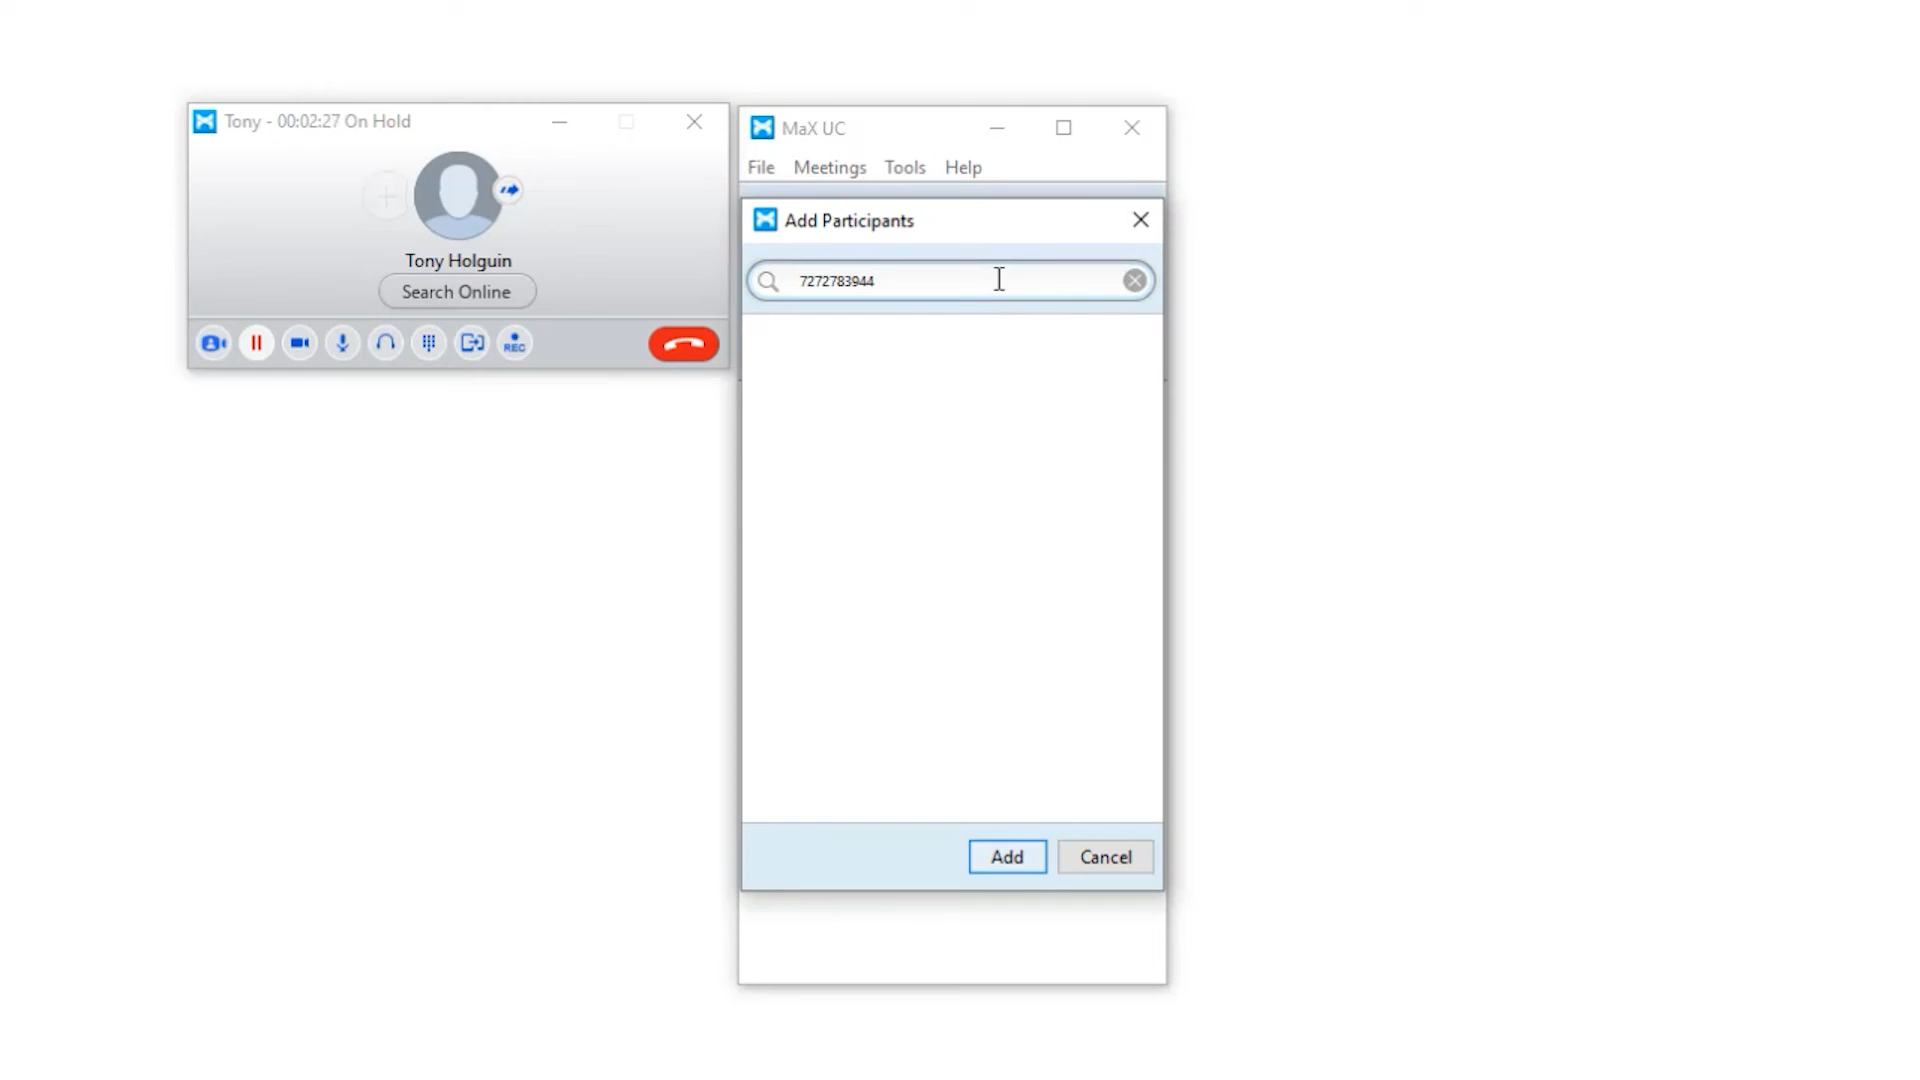 Tony - 00:02:27 On Hold
Tony Holguin
Search Online
REC
MaX UC
File Meetings Tools Help
Add Participants
7272783944
Add Cancel